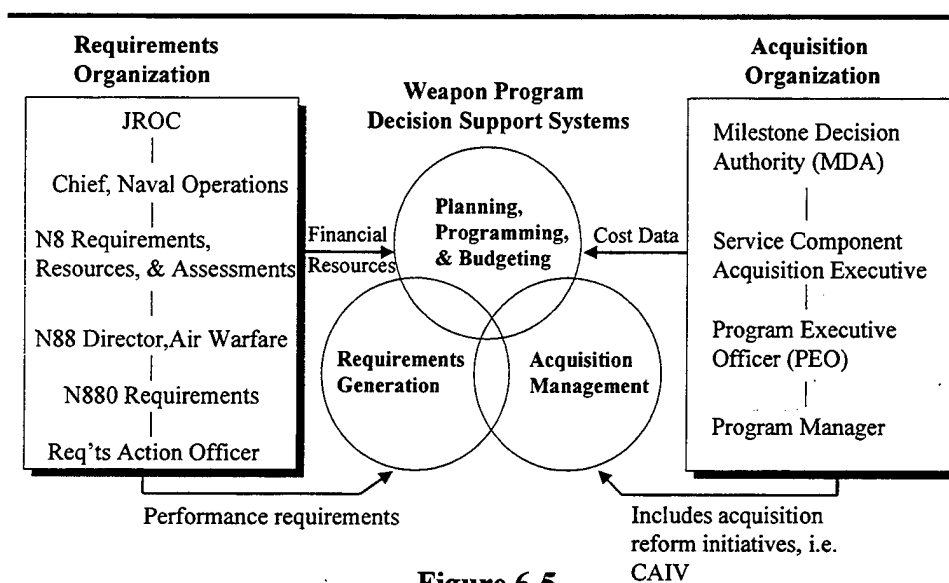 Requirements
Organization
JROC
Chief, Naval Operations
N8 Requirements,
Resources, & Assessments
N88 Director,Air Warfare
N880 Requirements
Req'ts Action Officer
Performance requirements
Weapon Program
Decision Support Systems
Financial
Resources
Planning,
Programming,
& Budgeting
Requirements
Generation
Acquisition
Management
Cost Data
Acquisition
Organization
Milestone Decision
Authority (MDA)
Service Component
Acquisition Executive
Program Executive
Officer (PEO)
Program Manager
Includes acquisition
reform initiatives, i.e.
CAIV
Figure 6-5